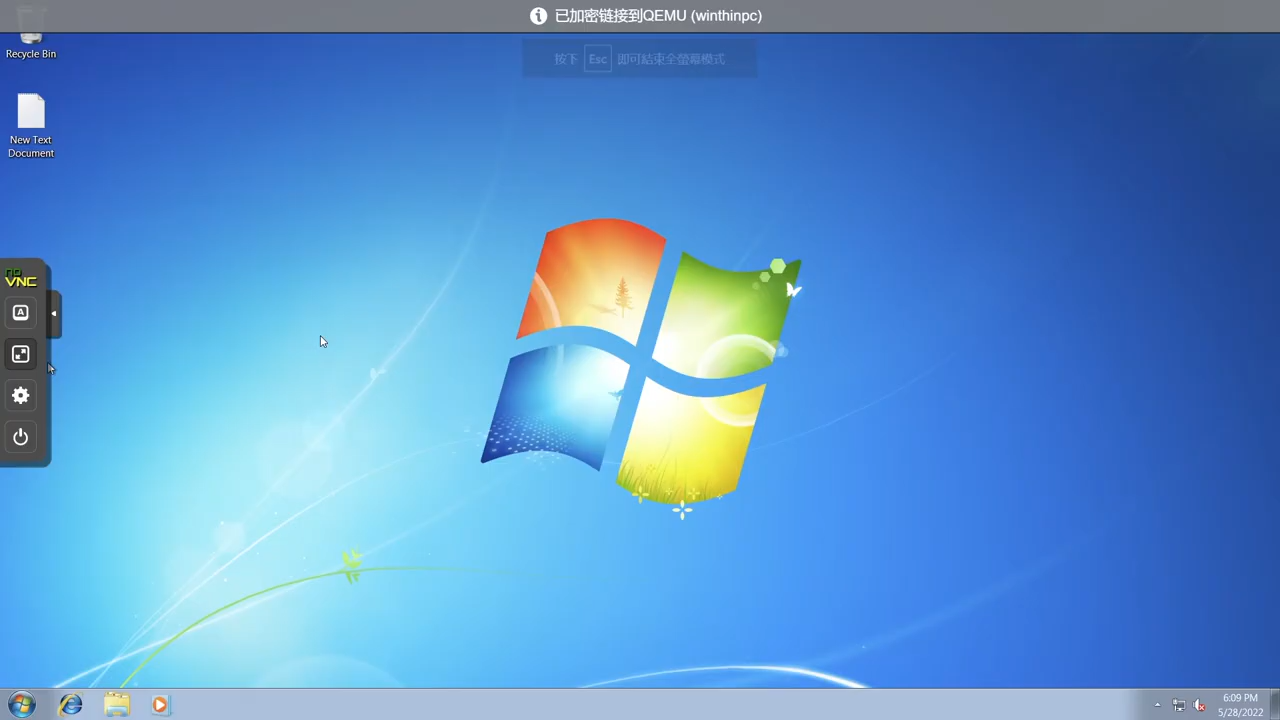 已加密链接到QEMU (winthinpc)
Recycle Bin
按下 Esc 即可結束全螢幕模式
New Text
Document
no
VNC
A
6:09 PM
5/28/2022